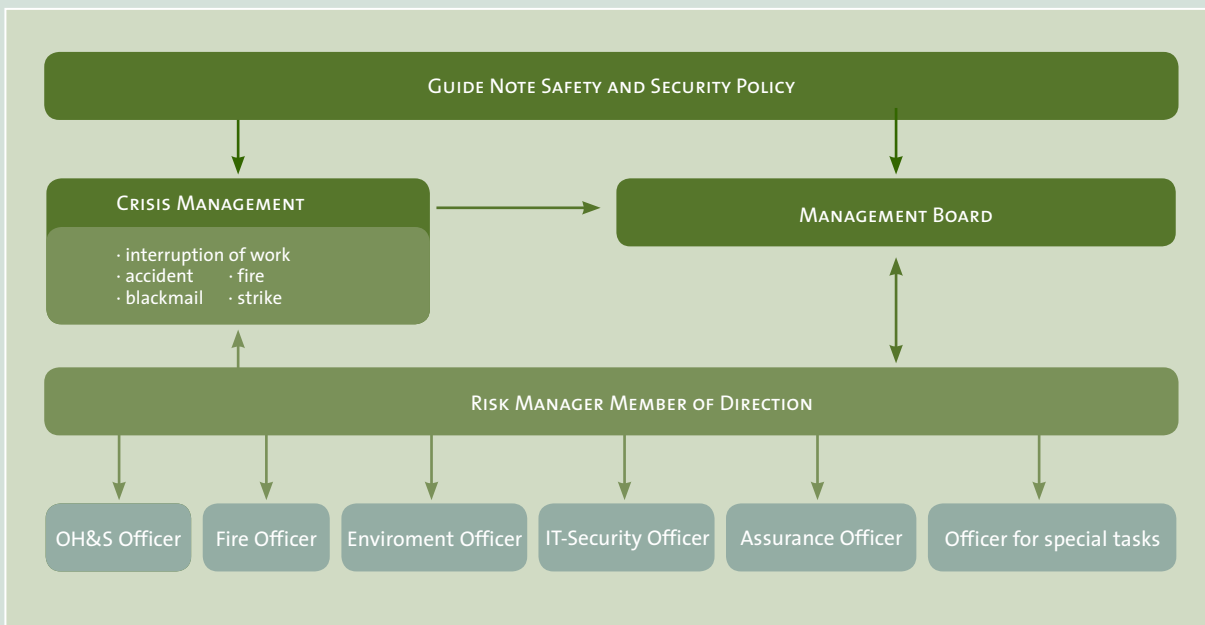 Guide Note Safety and Security Policy
Crisis Management
· interruption of work
· accident · fire
· blackmail · strike
Management Board
Risk Manager Member of Direction
OH&S Officer
Fire Officer
Enviroment Officer
IT-Security Officer
Assurance Officer
Officer for special tasks